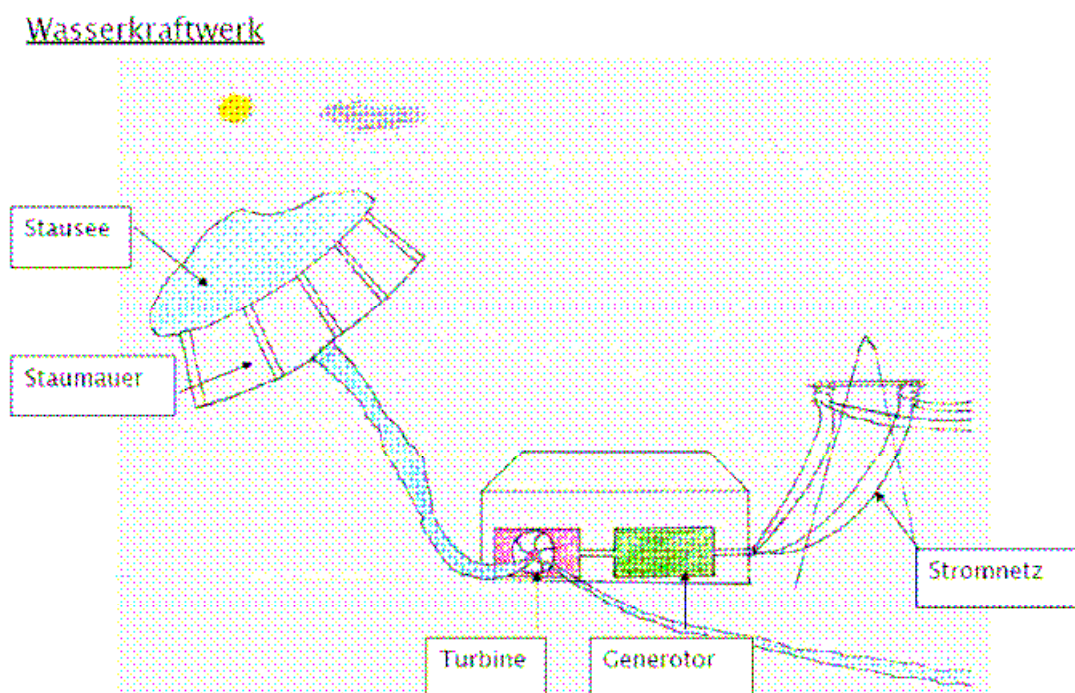 Wasserkraftwerk
Stausee
Staumauer
Stromnetz
Turbine
Generotor